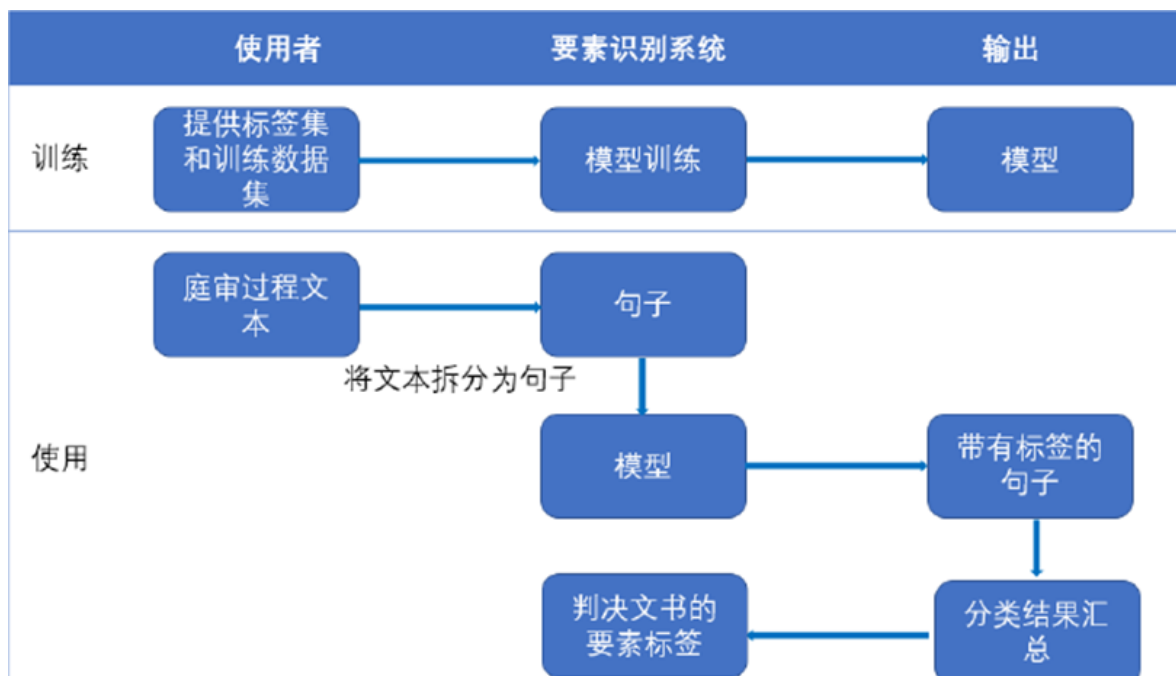 使用者
要素识别系统
输出
训练
提供标签集
和训练数据
集
模型训练
模型
使用
庭审过程文
本
句子
将文本拆分为句子
模型
带有标签的
句子
判决文书的
要素标签
分类结果汇
总